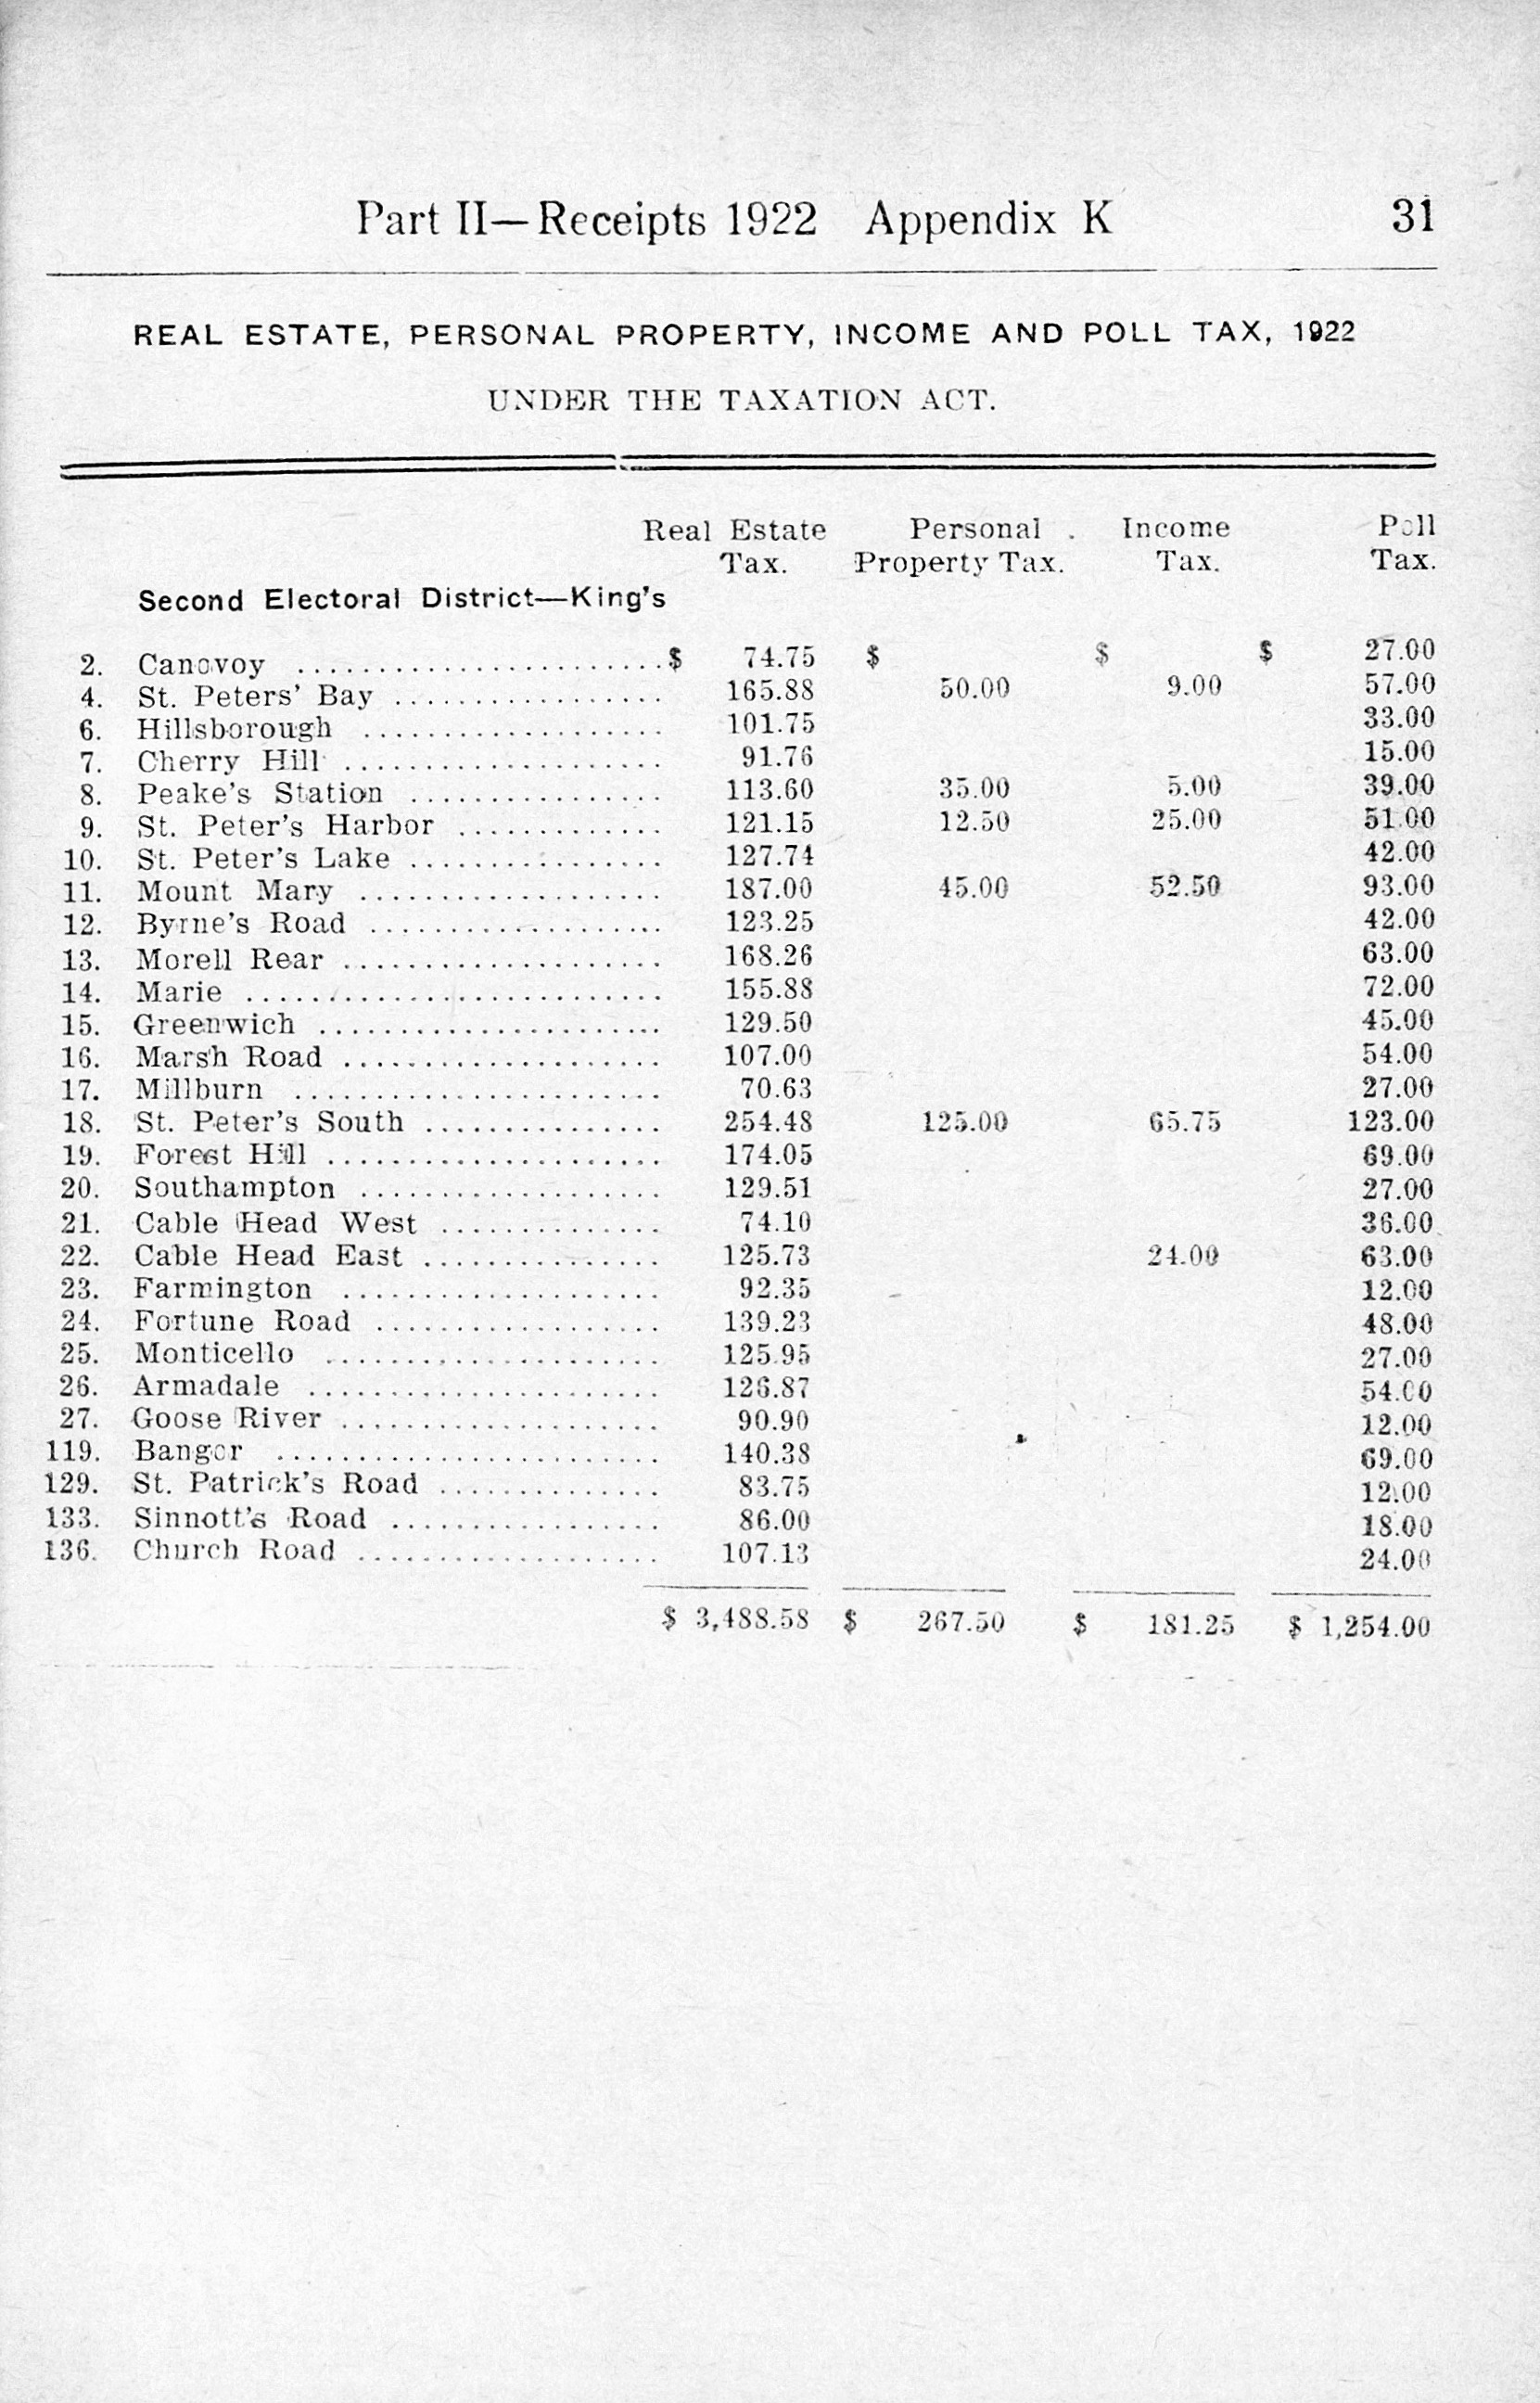 Part II—Receipts 1922 Appendix K 31
REAL ESTATE, PERSONAL PROPERTY, INCOME AND POLL TAX, 1922
UNDER THE TAXATION ACT.
Real Estate Personal Income Poll
Tax. Property Tax. Tax. Tax.
Second Electoral District—King's
2. Canovoy ........................$ 74.75 $ $ $ 27.00
4. St. Peters' Bay ................. 165.88 50.00 9.00 57.00
6. Hillsborough ................... 101.75 33.00
7. Cherry Hill .................... 91.76 15.00
8. Peake's Station ................ 113.60 35.00 5.00 39.00
9. St. Peter's Harbor ............. 121.15 12.50 25.00 51.00
10. St. Peter's Lake ................ 127.74 42.00
11. Mount Mary ................... 187.00 45.00 52.50 93.00
12. Byrne's Road ................... 123.25 42.00
13. Morell Rear .................... 168.26 63.00
14. Marie .......................... 155.88 72.00
15. Greenwich ...................... 129.50 45.00
16. Marsh Road .................... 107.00 54.00
17. Millburn ....................... 70.63 27.00
18. St. Peter's South ............... 254.48 125.00 65.75 123.00
19. Forest Hill ..................... 174.05 69.00
20. Southampton ................... 129.51 27.00
21. Cable Head West .............. 74.10 36.00
22. Cable Head East ............... 125.73 24.00 63.00
23. Farmington .................... 92.35 12.00
24. Fortune Road .................. 139.23 48.00
25. Monticello ..................... 125.95 27.00
26. Armadale ...................... 126.87 54.00
27. Goose River .................... 90.90 12.00
119. Bangor ........................ 140.38 69.00
129. St. Patrick's Road .............. 83.75 12.00
133. Sinnott's Road ................. 86.00 18.00
136. Church Road ................... 107.13 24.00
$ 3,488.58 $ 267.50 $ 181.25 $ 1,254.00